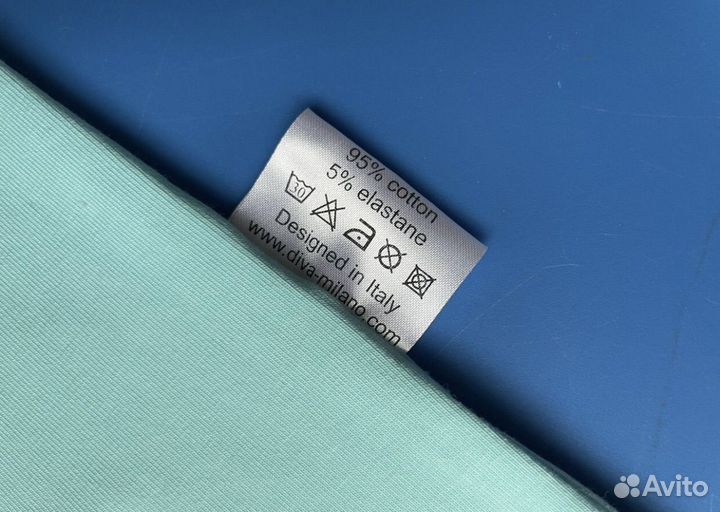 95% cotton
5% elastane
30
Designed in Italy
www.diva-milano.com
Avito